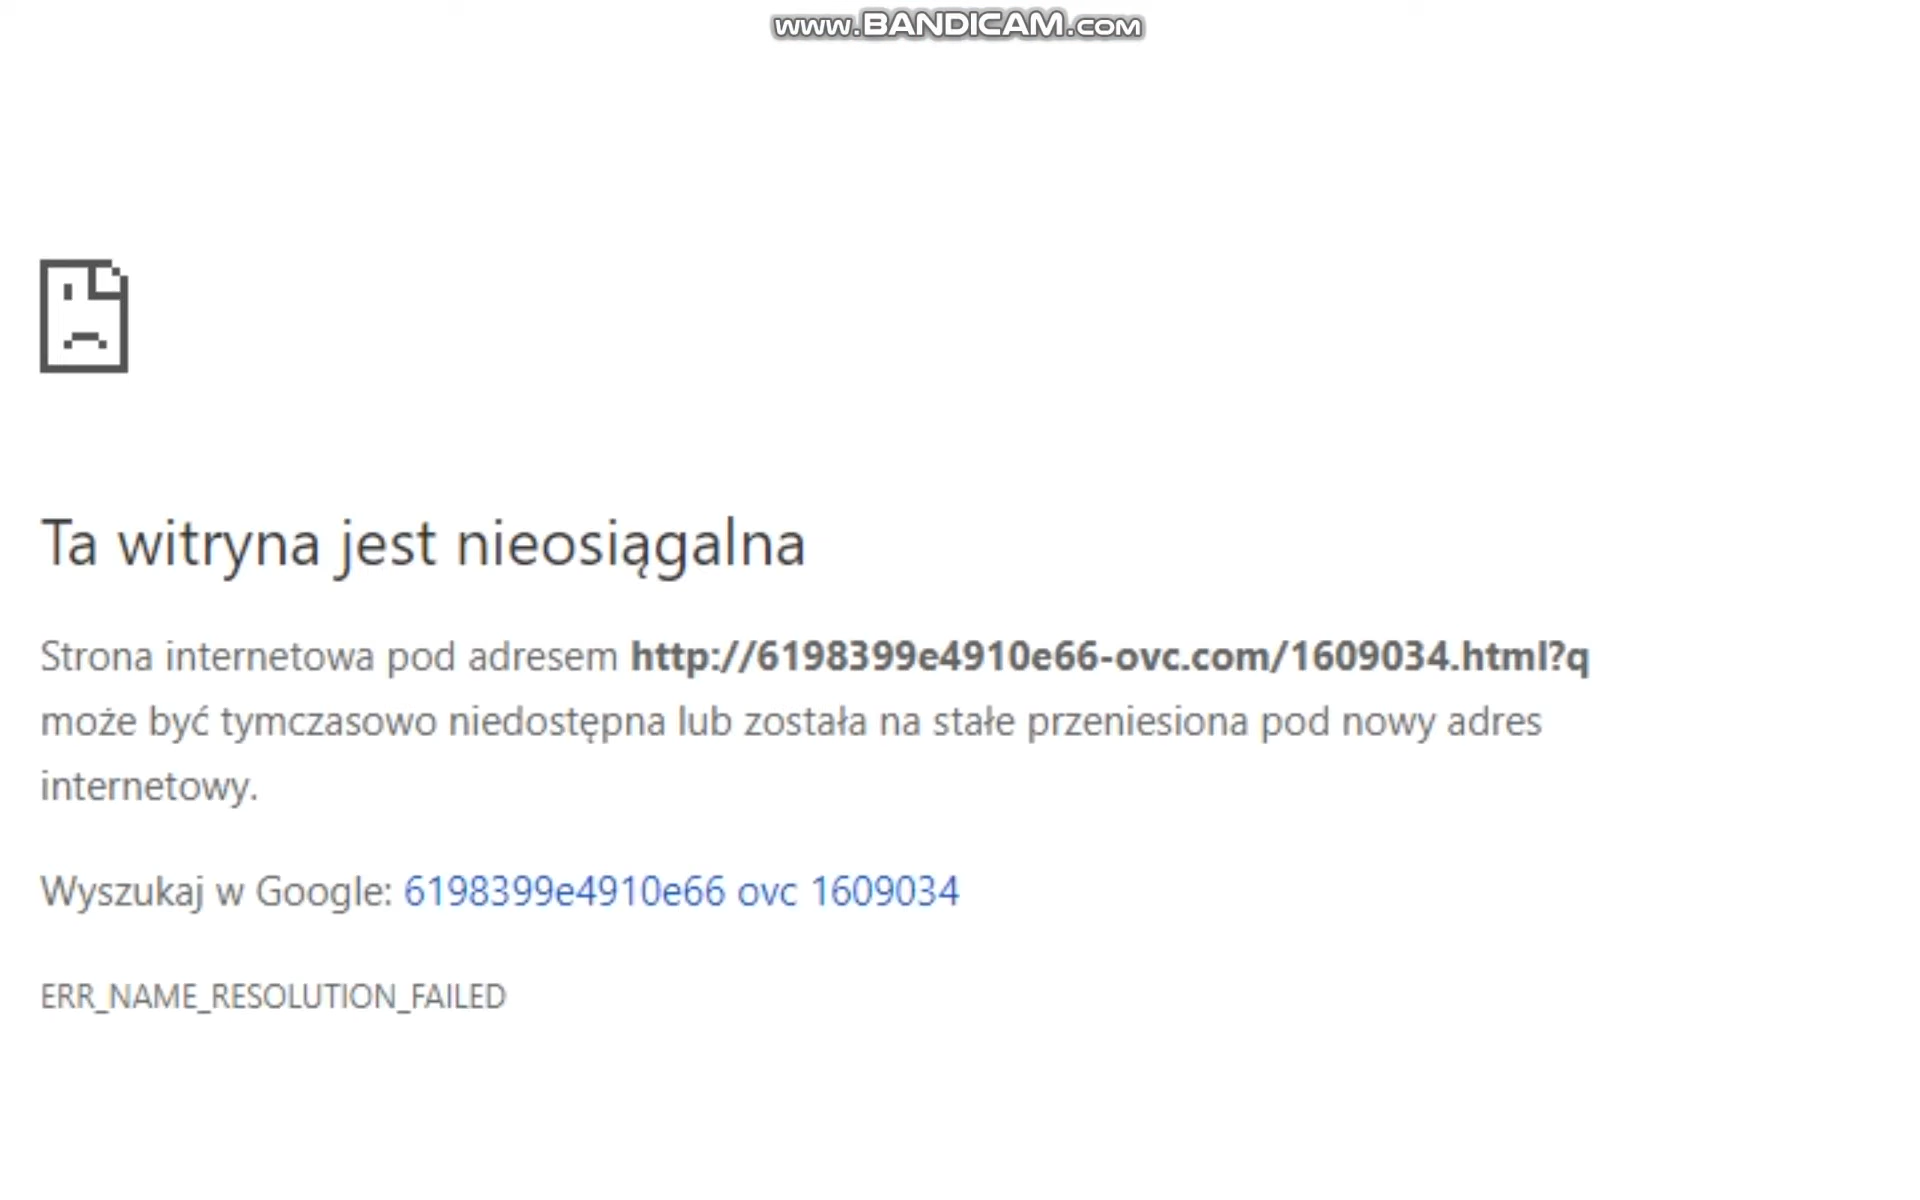 www.BANDICAM.com
Ta witryna jest nieosiągalna
Strona internetowa pod adresem http://6198399e4910e66-ovc.com/1609034.html?q
może być tymczasowo niedostępna lub została na stałe przeniesiona pod nowy adres
internetowy.
Wyszukaj w Google: 6198399e4910e66 ovc 1609034
ERR_NAME_RESOLUTION_FAILED